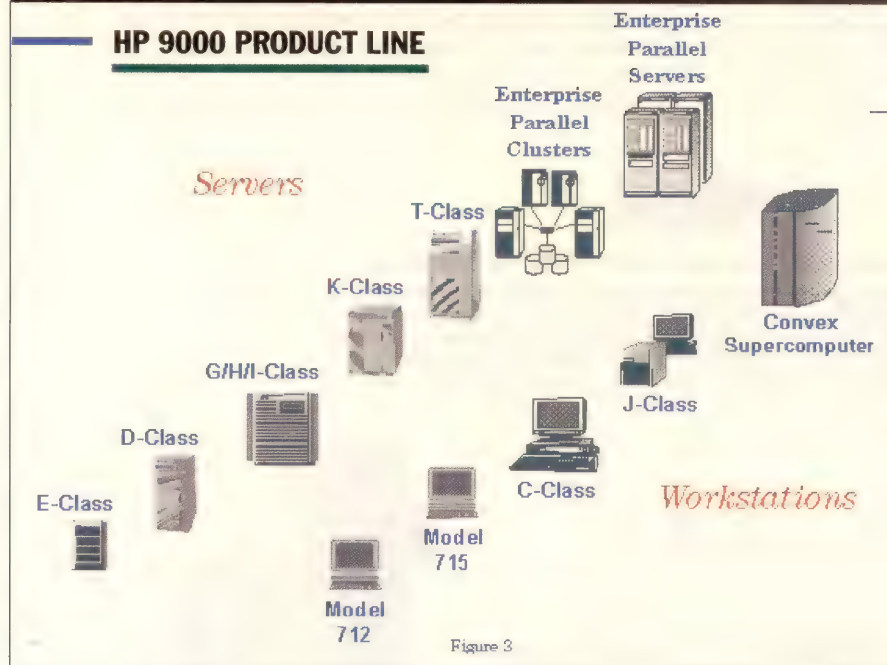 HP 9000 PRODUCT LINE
Enterprise
Parallel
Servers
Enterprise
Parallel
Clusters
Servers
T-Class
K-Class
Convex
Supercomputer
G/H/I-Class
J-Class
D-Class
C-Class
Workstations
E-Class
Model
715
Model
712
Figure 3